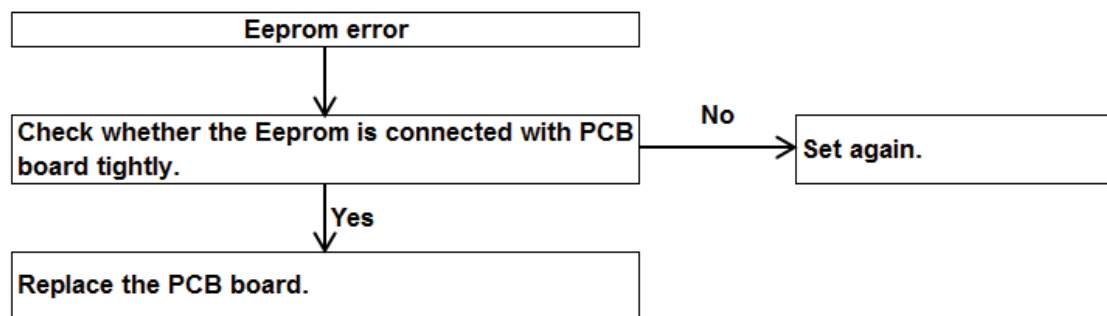 Eeprom error
Check whether the Eeprom is connected with PCB
board tightly.
No
Set again.
Yes
Replace the PCB board.